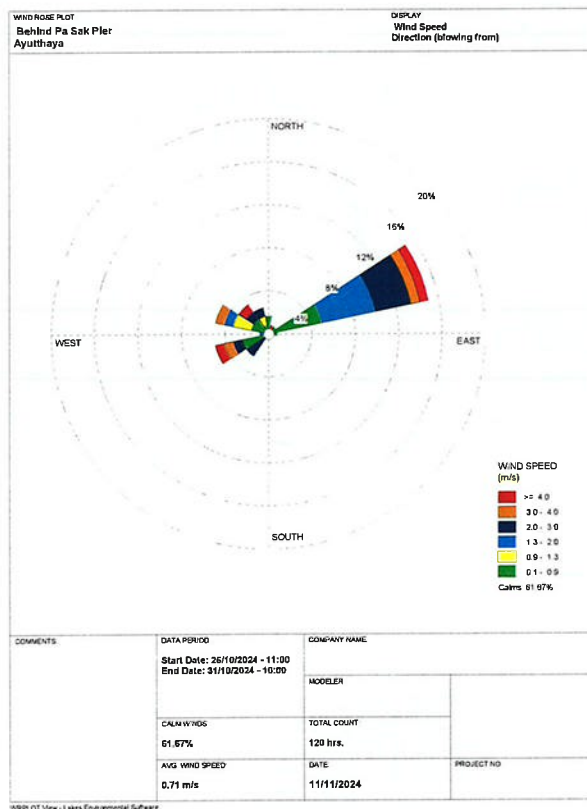 WIND ROSE PLOT
Behind Pa Sak Pier
Ayutthaya
DISPLAY
Wind Speed
Direction (blowing from)
NORTH
20%
16%
12%
8%
4%
WEST
EAST
SOUTH
WIND SPEED
(m/s)
>= 4.0
3.0 - 4.0
2.0 - 3.0
1.3 - 2.0
0.9 - 1.3
0.1 - 0.9
Calms 61.67%
COMMENTS
DATA PERIOD
Start Date: 26/10/2024 - 11:00
End Date: 31/10/2024 - 10:00
COMPANY NAME
MODELER
CALM WINDS
61.67%
TOTAL COUNT
120 hrs.
AVG. WIND SPEED
0.71 m/s
DATE
11/11/2024
PROJECT NO
WRPLOT View - Lakes Environmental Software